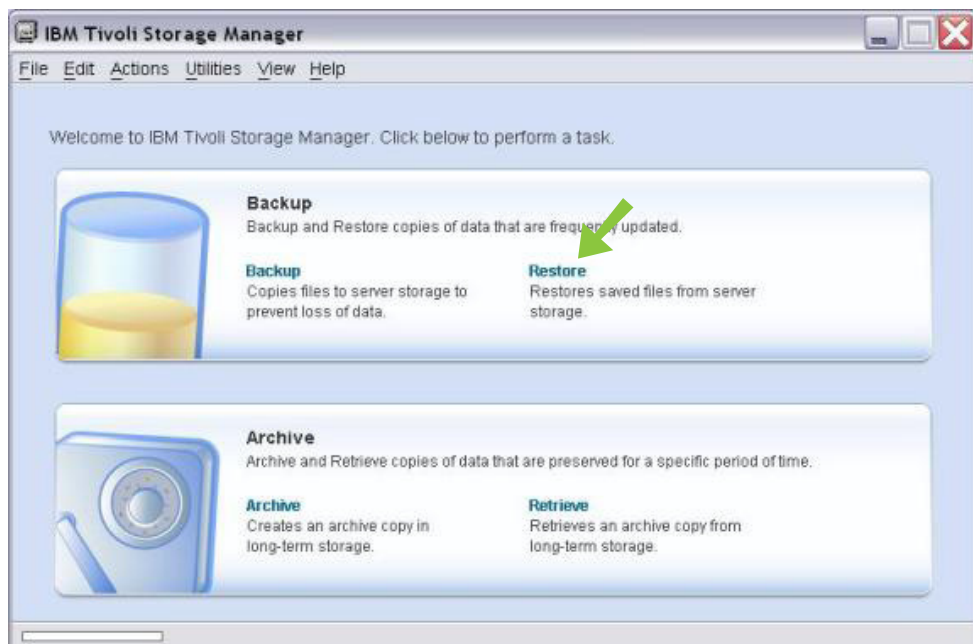 IBM Tivoli Storage Manager
File Edit Actions Utilities View Help
Welcome to IBM Tivoli Storage Manager. Click below to perform a task.
Backup
Backup and Restore copies of data that are frequently updated.
Backup
Copies files to server storage to
prevent loss of data.
Restore
Restores saved files from server
storage.
Archive
Archive and Retrieve copies of data that are preserved for a specific period of time.
Archive
Creates an archive copy in
long-term storage.
Retrieve
Retrieves an archive copy from
long-term storage.